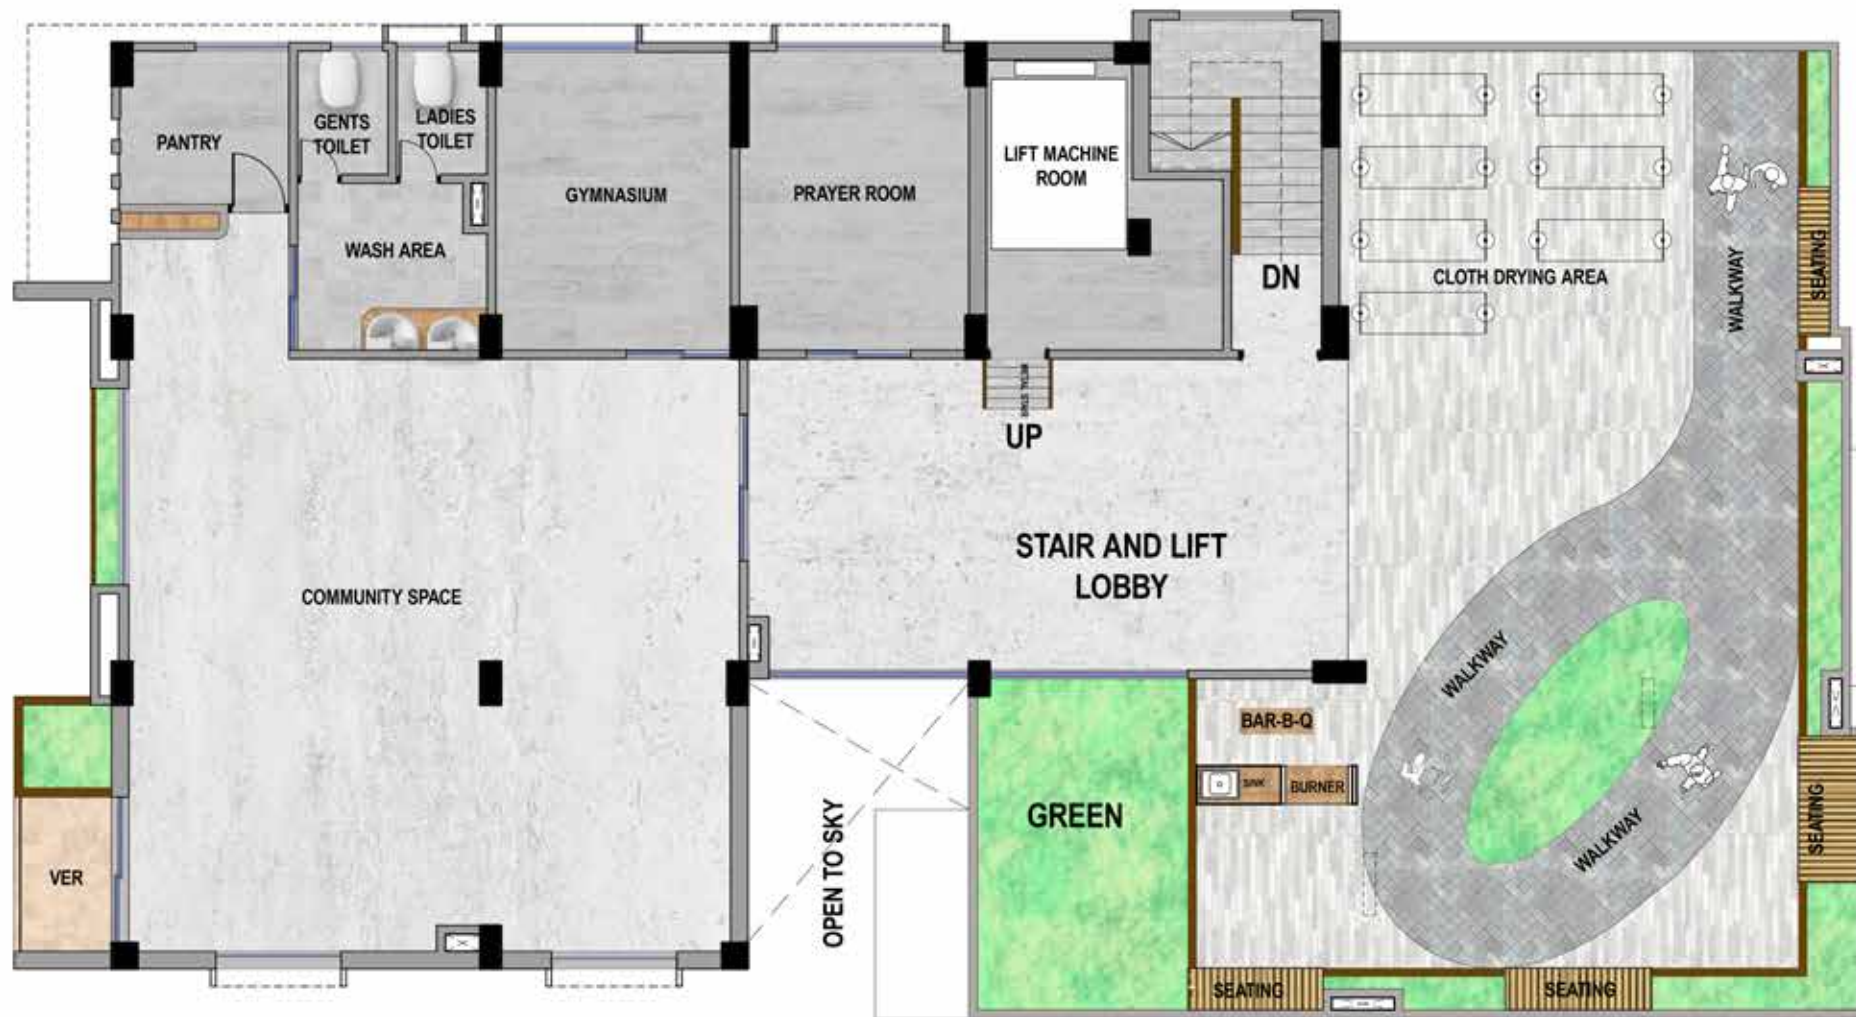 PANTRY
GENTS
TOILET
LADIES
TOILET
WASH AREA
GYMNASIUM
PRAYER ROOM
LIFT MACHINE
ROOM
DN
CLOTH DRYING AREA
WALKWAY
SEATING
UP
STAIR AND LIFT
LOBBY
COMMUNITY SPACE
WALKWAY
BAR-B-Q
SINK
BURNER
GREEN
OPEN TO SKY
VER
WALKWAY
SEATING
SEATING
SEATING